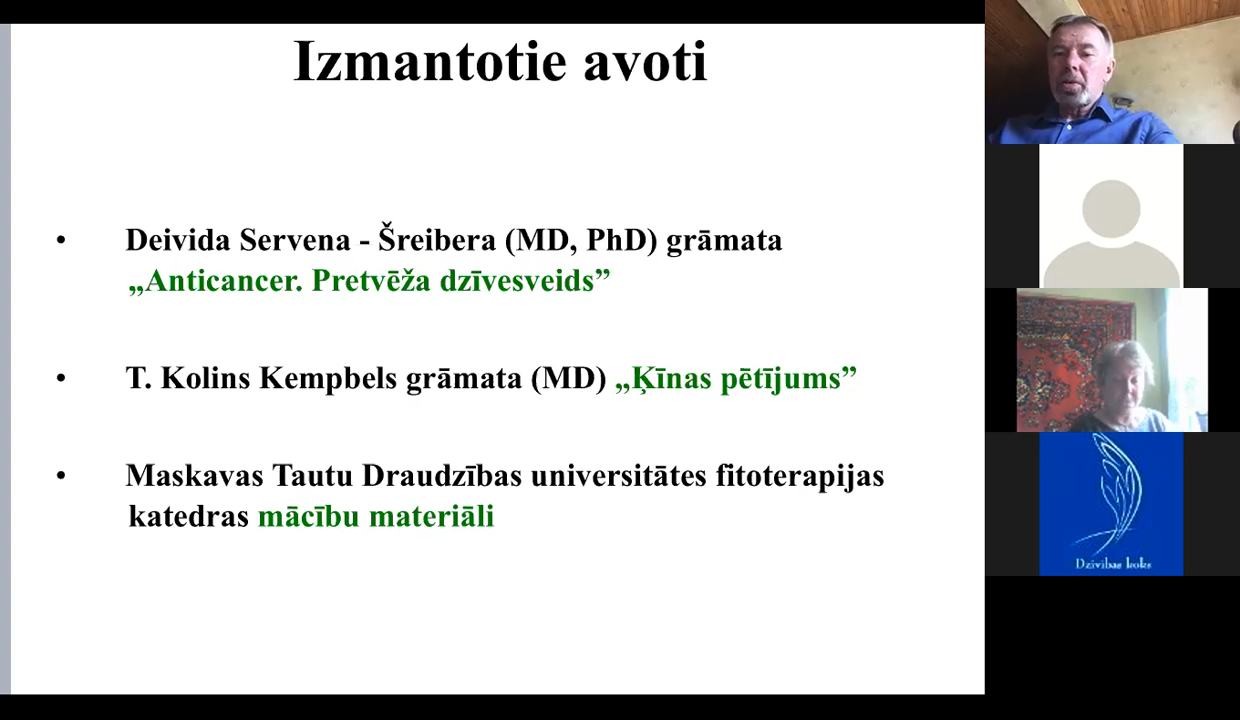 Izmantotie avoti
• Deivida Servena - Šreibera (MD, PhD) grāmata
„Anticancer. Pretvēža dzīvesveids”
• T. Kolins Kempbels grāmata (MD) „Ķīnas pētījums”
• Maskavas Tautu Draudzības universitātes fitoterapijas
katedras mācību materiāli
Dzīvības koks